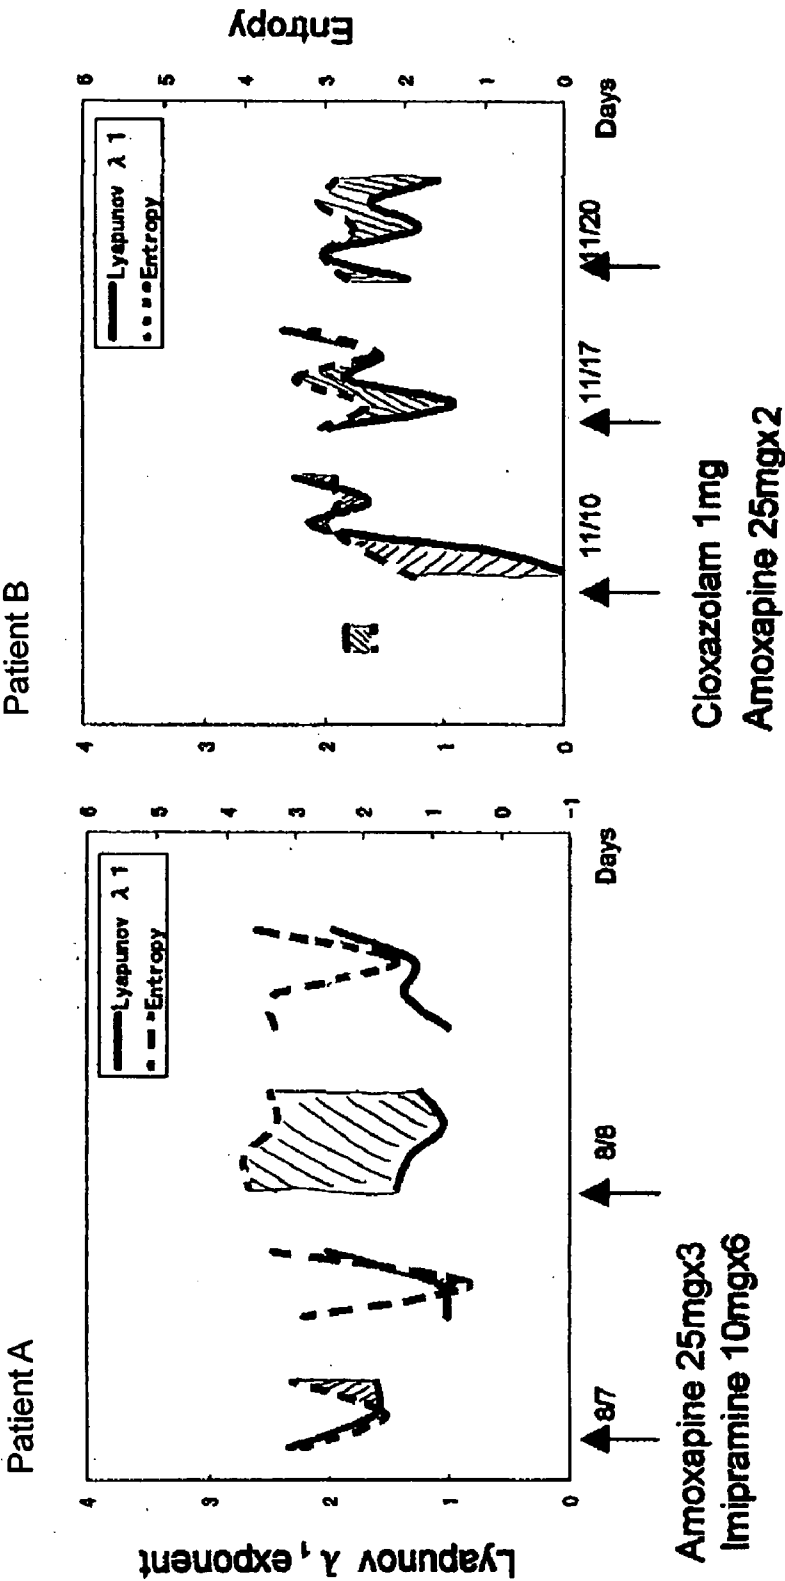 Patient A
Lyapunov λ 1
Entropy
4
3
2
1
0
Lyapunov λ 1 exponent
6
5
4
3
2
1
0
-1
8/7
8/8
Days
Amoxapine 25mgx3
Imipramine 10mgx6
Patient B
Lyapunov λ 1
Entropy
4
3
2
1
0
6
5
4
3
2
1
0
Entropy
11/10
11/17
11/20
Days
Cloxazolam 1mg
Amoxapine 25mgx2